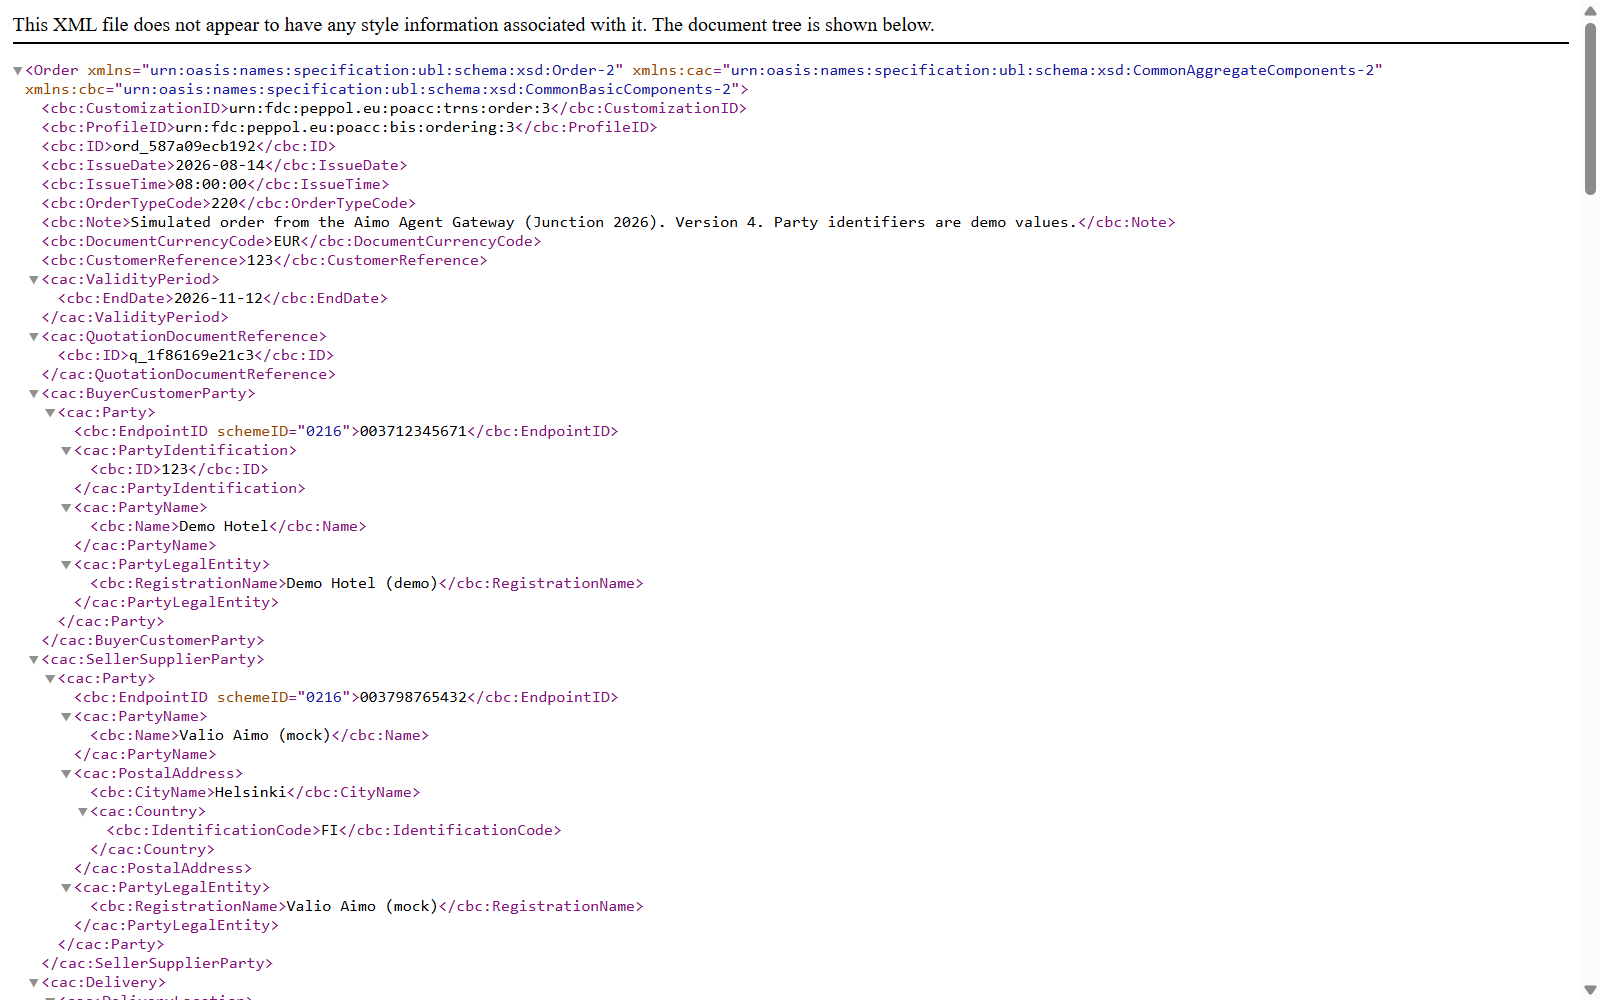 This XML file does not appear to have any style information associated with it. The document tree is shown below.
▼<Order xmlns="urn:oasis:names:specification:ubl:schema:xsd:Order-2" xmlns:cac="urn:oasis:names:specification:ubl:schema:xsd:CommonAggregateComponents-2"
xmlns:cbc="urn:oasis:names:specification:ubl:schema:xsd:CommonBasicComponents-2">
<cbc:CustomizationID>urn:fdc:peppol.eu:poacc:trns:order:3</cbc:CustomizationID>
<cbc:ProfileID>urn:fdc:peppol.eu:poacc:bis:ordering:3</cbc:ProfileID>
<cbc:ID>ord_587a09ecb192</cbc:ID>
<cbc:IssueDate>2026-08-14</cbc:IssueDate>
<cbc:IssueTime>08:00:00</cbc:IssueTime>
<cbc:OrderTypeCode>220</cbc:OrderTypeCode>
<cbc:Note>Simulated order from the Aimo Agent Gateway (Junction 2026). Version 4. Party identifiers are demo values.</cbc:Note>
<cbc:DocumentCurrencyCode>EUR</cbc:DocumentCurrencyCode>
<cbc:CustomerReference>123</cbc:CustomerReference>
▼<cac:ValidityPeriod>
<cbc:EndDate>2026-11-12</cbc:EndDate>
</cac:ValidityPeriod>
▼<cac:QuotationDocumentReference>
<cbc:ID>q_1f86169e21c3</cbc:ID>
</cac:QuotationDocumentReference>
▼<cac:BuyerCustomerParty>
▼<cac:Party>
<cbc:EndpointID schemeID="0216">003712345671</cbc:EndpointID>
▼<cac:PartyIdentification>
<cbc:ID>123</cbc:ID>
</cac:PartyIdentification>
▼<cac:PartyName>
<cbc:Name>Demo Hotel</cbc:Name>
</cac:PartyName>
▼<cac:PartyLegalEntity>
<cbc:RegistrationName>Demo Hotel (demo)</cbc:RegistrationName>
</cac:PartyLegalEntity>
</cac:Party>
</cac:BuyerCustomerParty>
▼<cac:SellerSupplierParty>
▼<cac:Party>
<cbc:EndpointID schemeID="0216">003798765432</cbc:EndpointID>
▼<cac:PartyName>
<cbc:Name>Valio Aimo (mock)</cbc:Name>
</cac:PartyName>
▼<cac:PostalAddress>
<cbc:CityName>Helsinki</cbc:CityName>
▼<cac:Country>
<cbc:IdentificationCode>FI</cbc:IdentificationCode>
</cac:Country>
</cac:PostalAddress>
▼<cac:PartyLegalEntity>
<cbc:RegistrationName>Valio Aimo (mock)</cbc:RegistrationName>
</cac:PartyLegalEntity>
</cac:Party>
</cac:SellerSupplierParty>
▼<cac:Delivery>